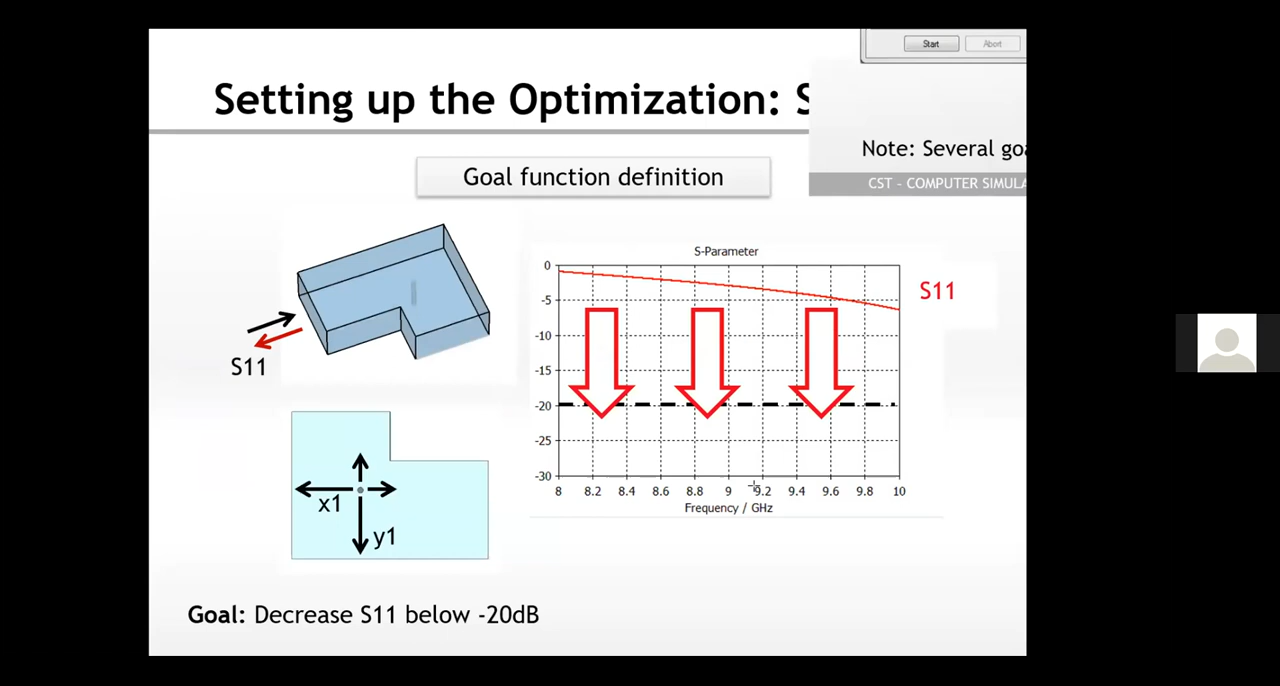 Start Abort
Setting up the Optimization: S
Note: Several goa
CST - COMPUTER SIMULA
Goal function definition
S-Parameter
0
-5
-10
-15
-20
-25
-30
8 8.2 8.4 8.6 8.8 9 9.2 9.4 9.6 9.8 10
Frequency / GHz
S11
S11
x1
y1
Goal: Decrease S11 below -20dB